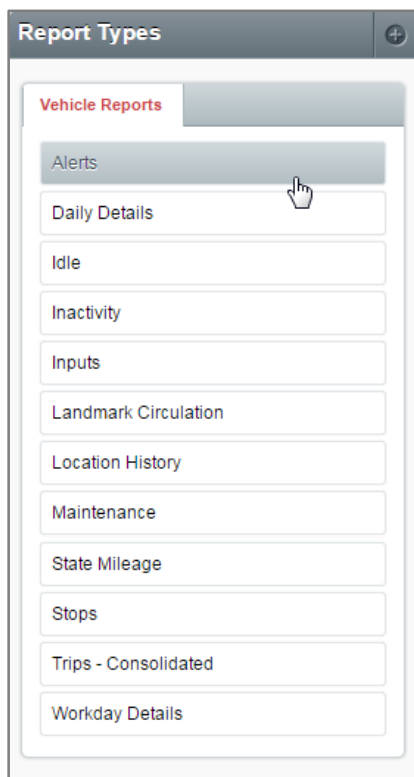 Report Types
Vehicle Reports
Alerts
Daily Details
Idle
Inactivity
Inputs
Landmark Circulation
Location History
Maintenance
State Mileage
Stops
Trips - Consolidated
Workday Details